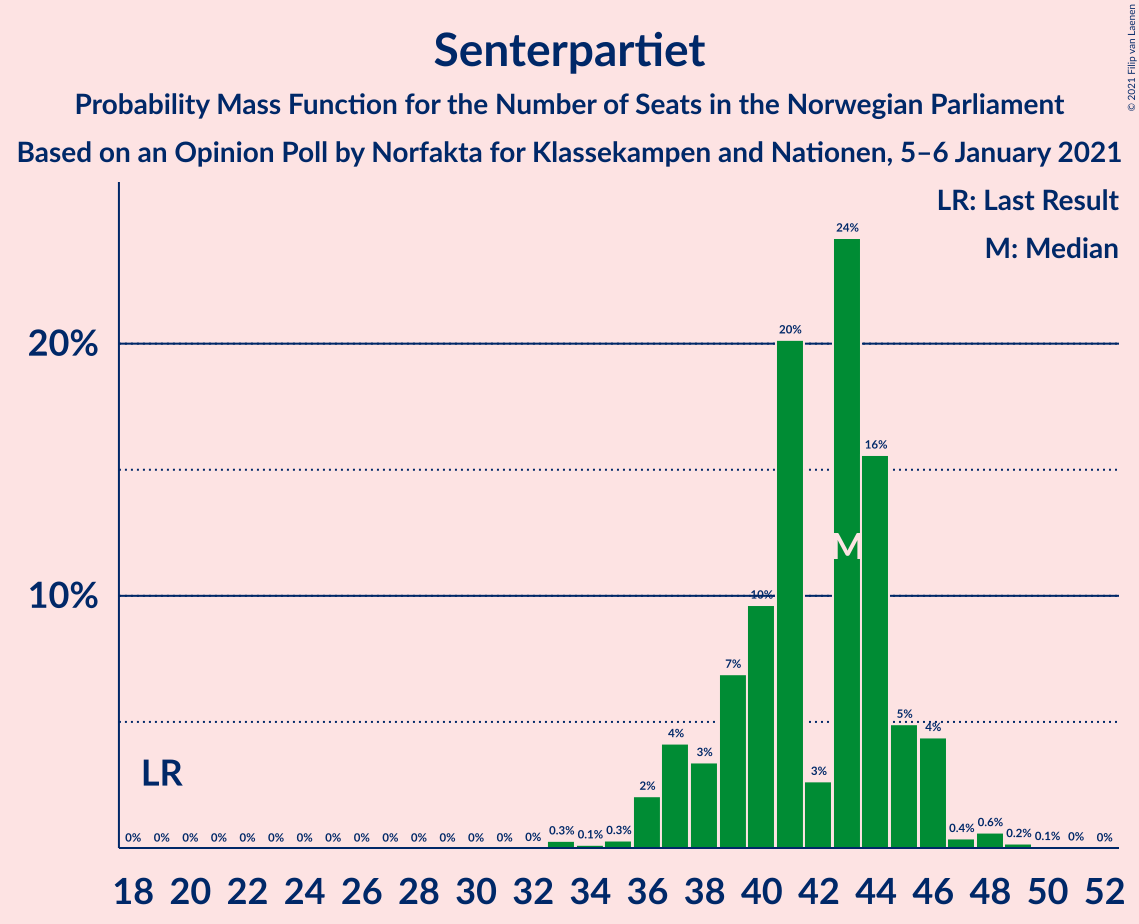 Senterpartiet
Probability Mass Function for the Number of Seats in the Norwegian Parliament
Based on an Opinion Poll by Norfakta for Klassekampen and Nationen, 5–6 January 2021
© 2021 Filip van Laenen
LR: Last Result
M: Median
20%
10%
LR
M
0% 0% 0% 0% 0% 0% 0% 0% 0% 0% 0% 0% 0% 0% 0% 0.3% 0.1% 0.3% 2% 4% 3% 7% 10% 20% 3% 24% 16% 5% 4% 0.4% 0.6% 0.2% 0.1% 0% 0%
18 20 22 24 26 28 30 32 34 36 38 40 42 44 46 48 50 52